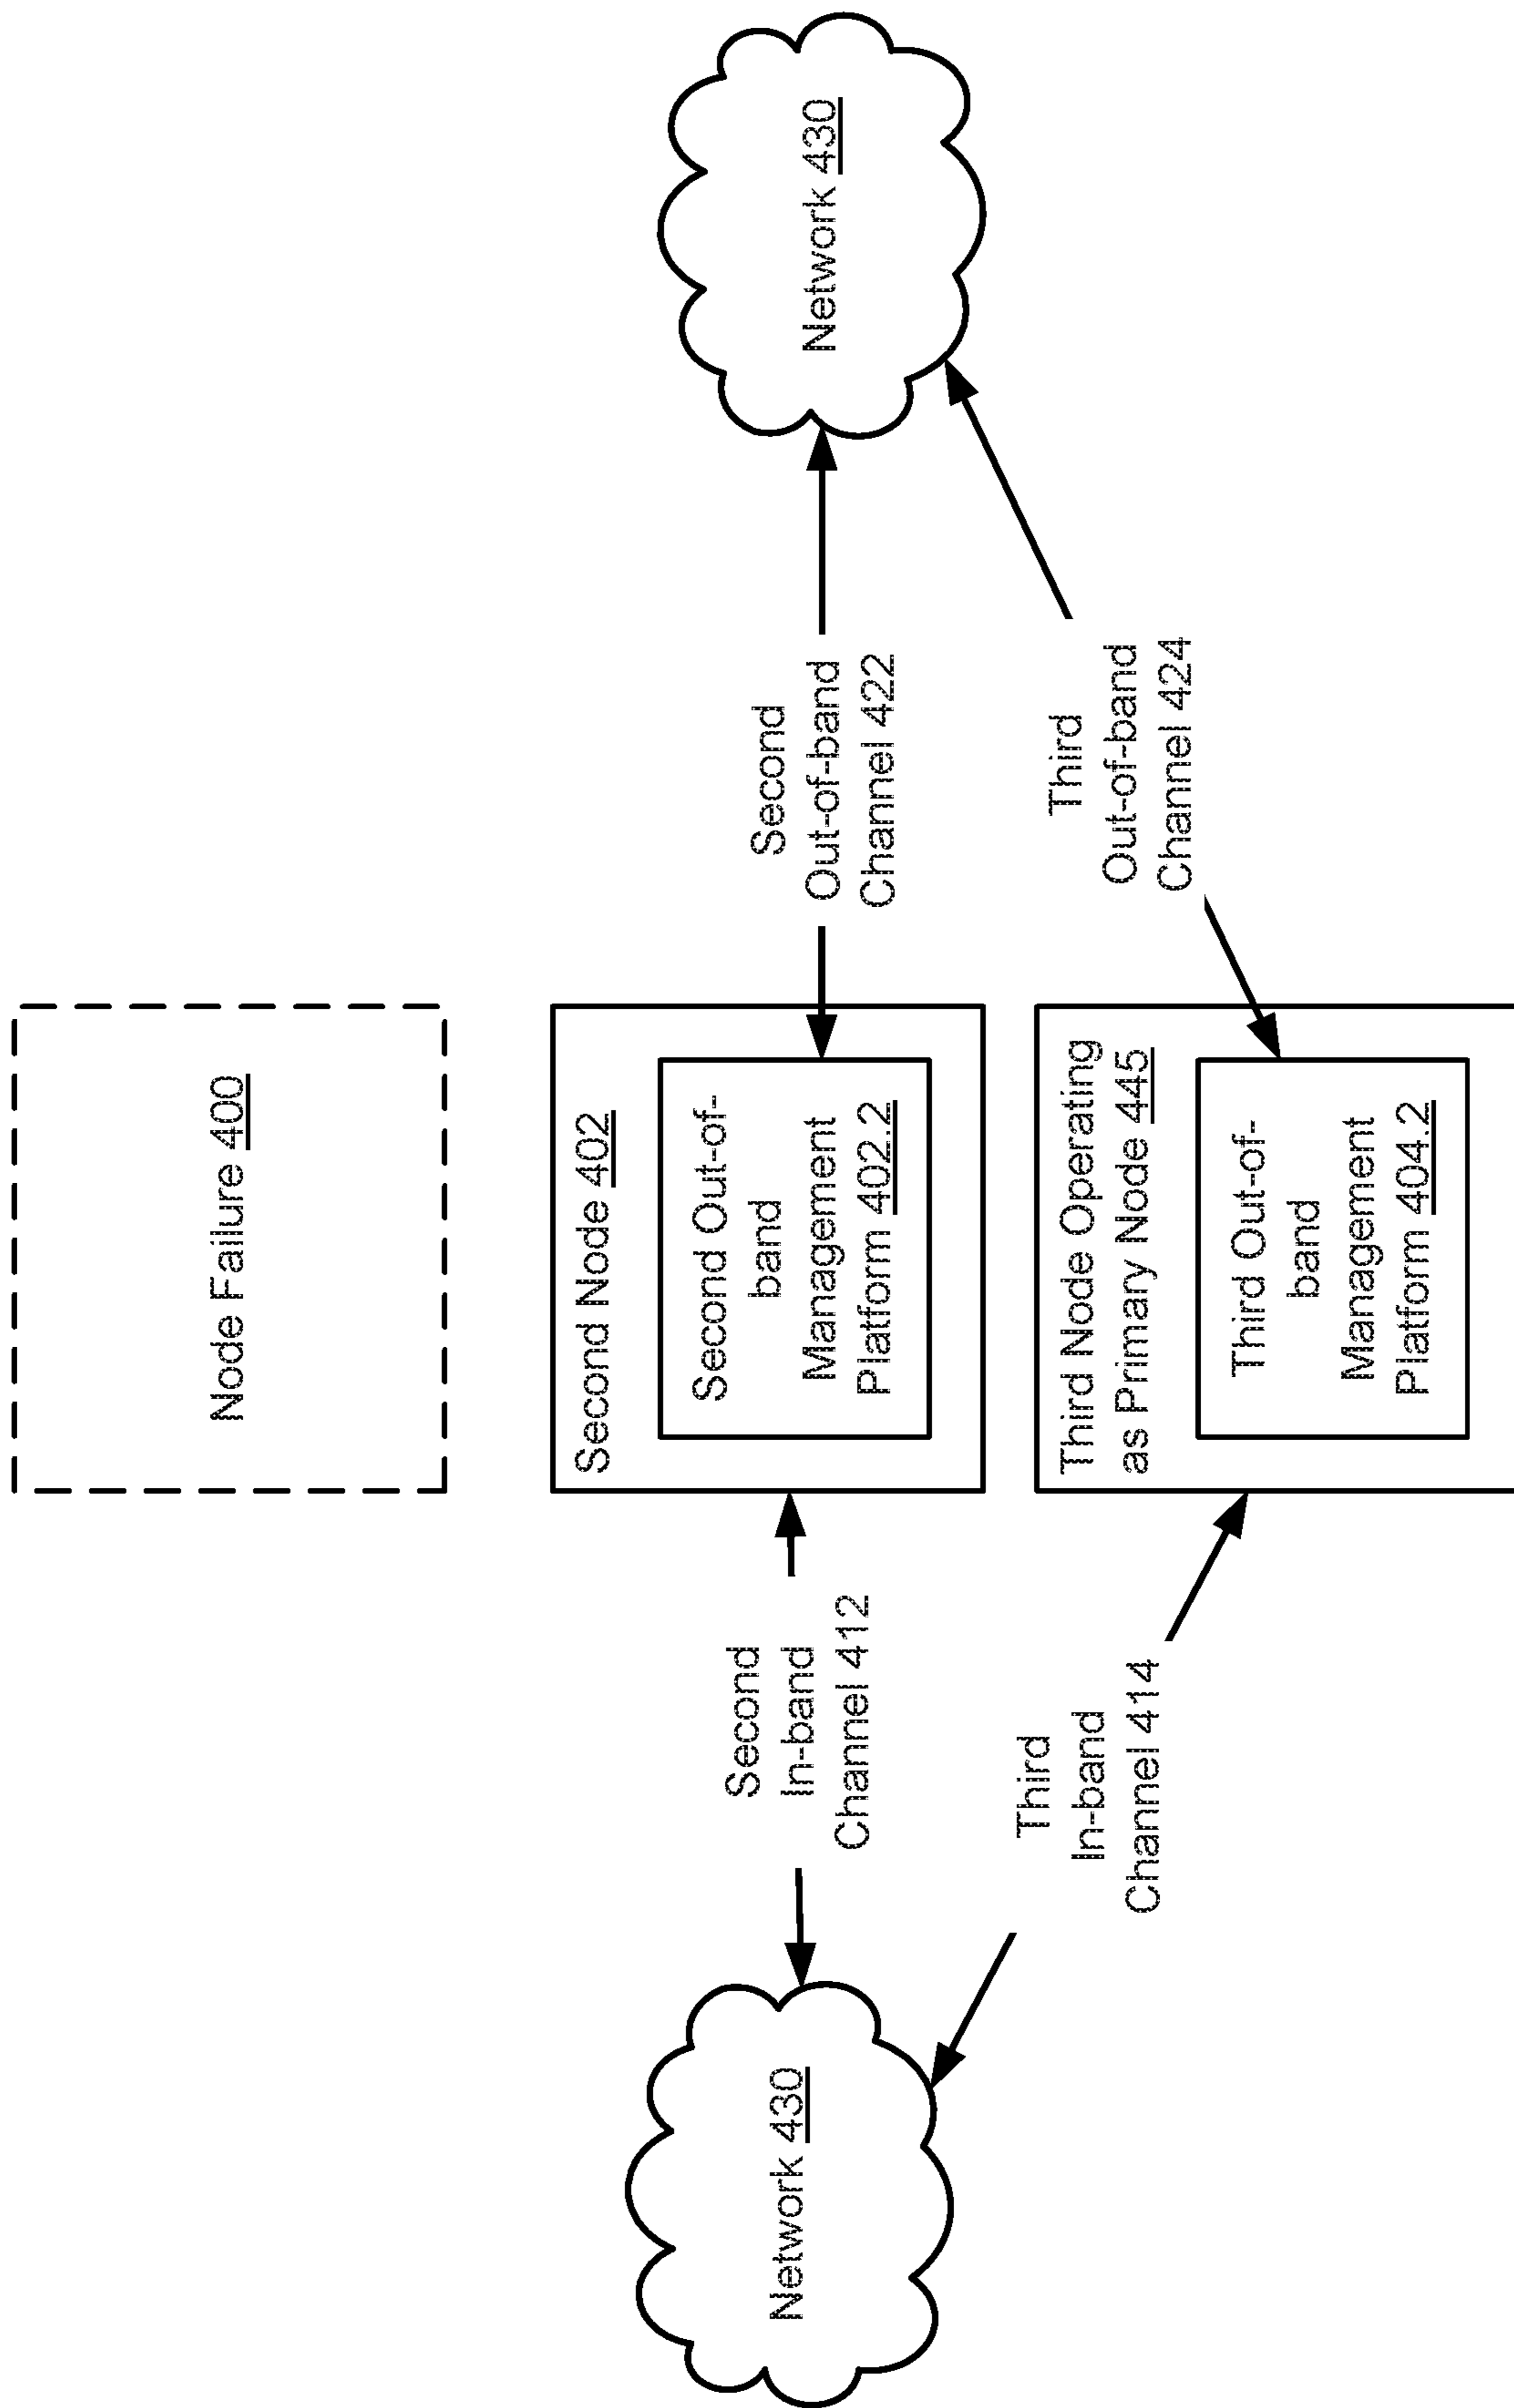 Node Failure 400
Network 430
Second
In-band
Channel 412
Second Node 402
Second Out-of-
band
Management
Platform 402.2
Second
Out-of-band
Channel 422
Network 430
Third
In-band
Channel 414
Third Node Operating
as Primary Node 445
Third Out-of-
band
Management
Platform 404.2
Third
Out-of-band
Channel 424